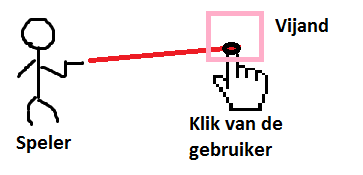 Vijand
Klik van de
gebruiker
Speler